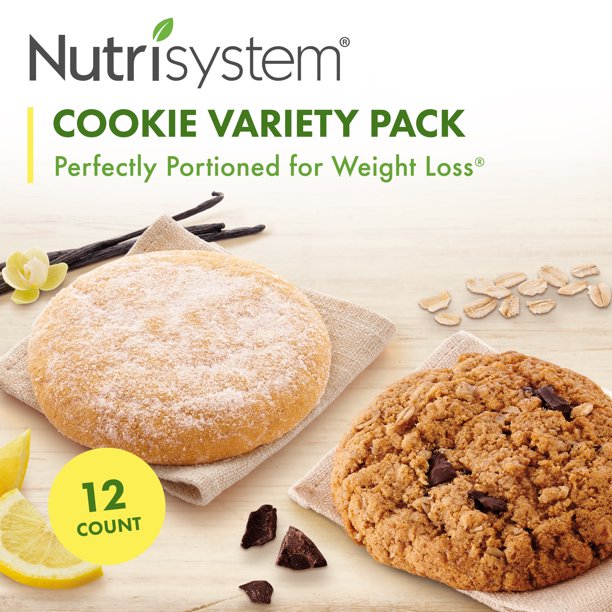 Nutrisystem®
COOKIE VARIETY PACK
Perfectly Portioned for Weight Loss®
12
COUNT